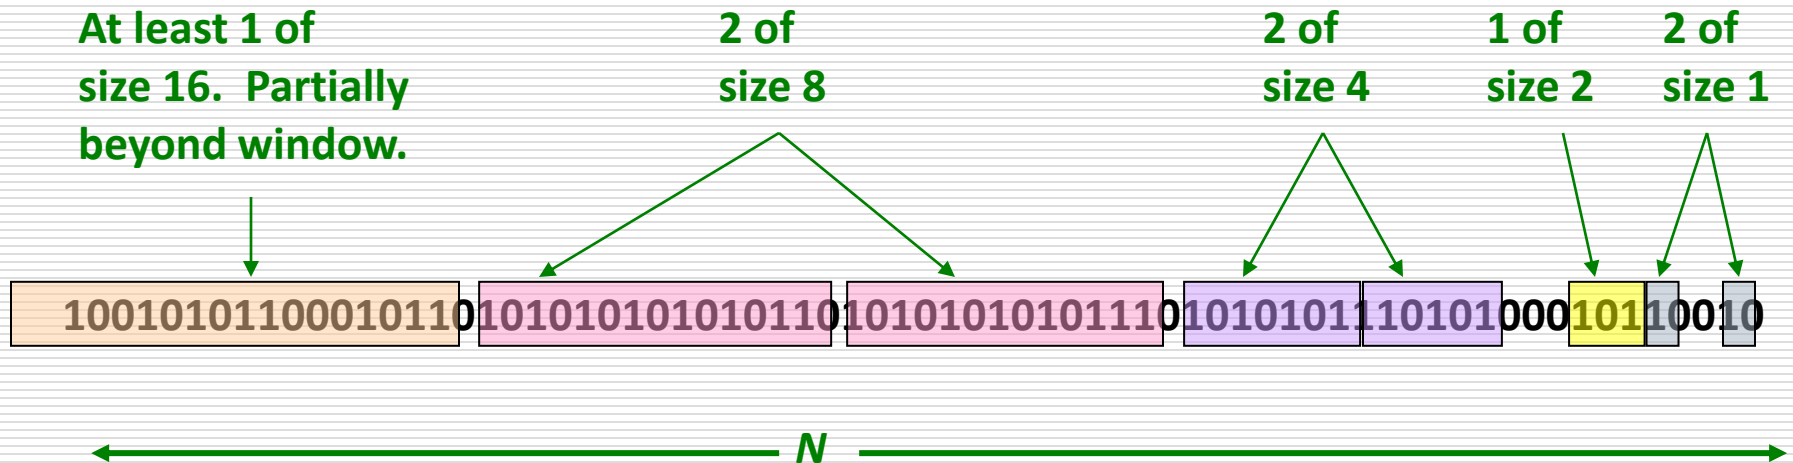 At least 1 of
size 16. Partially
beyond window.
2 of
size 8
2 of
size 4
1 of
size 2
2 of
size 1
1001010110001011010101010101011010101010101110101010111010100010110010
N